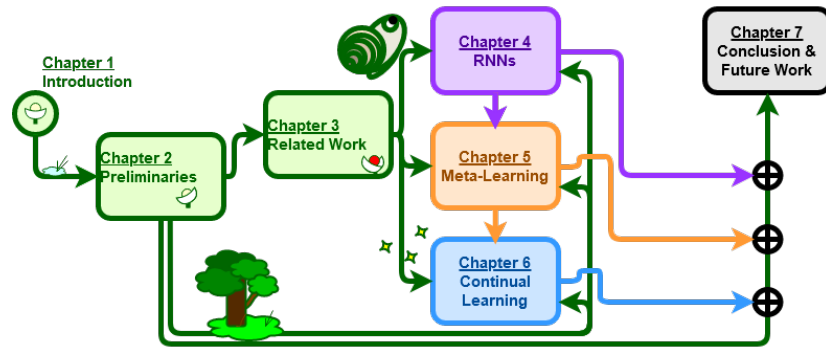 Chapter 1
Introduction
Chapter 2
Preliminaries
Chapter 3
Related Work
Chapter 4
RNNs
Chapter 5
Meta-Learning
Chapter 6
Continual
Learning
Chapter 7
Conclusion &
Future Work